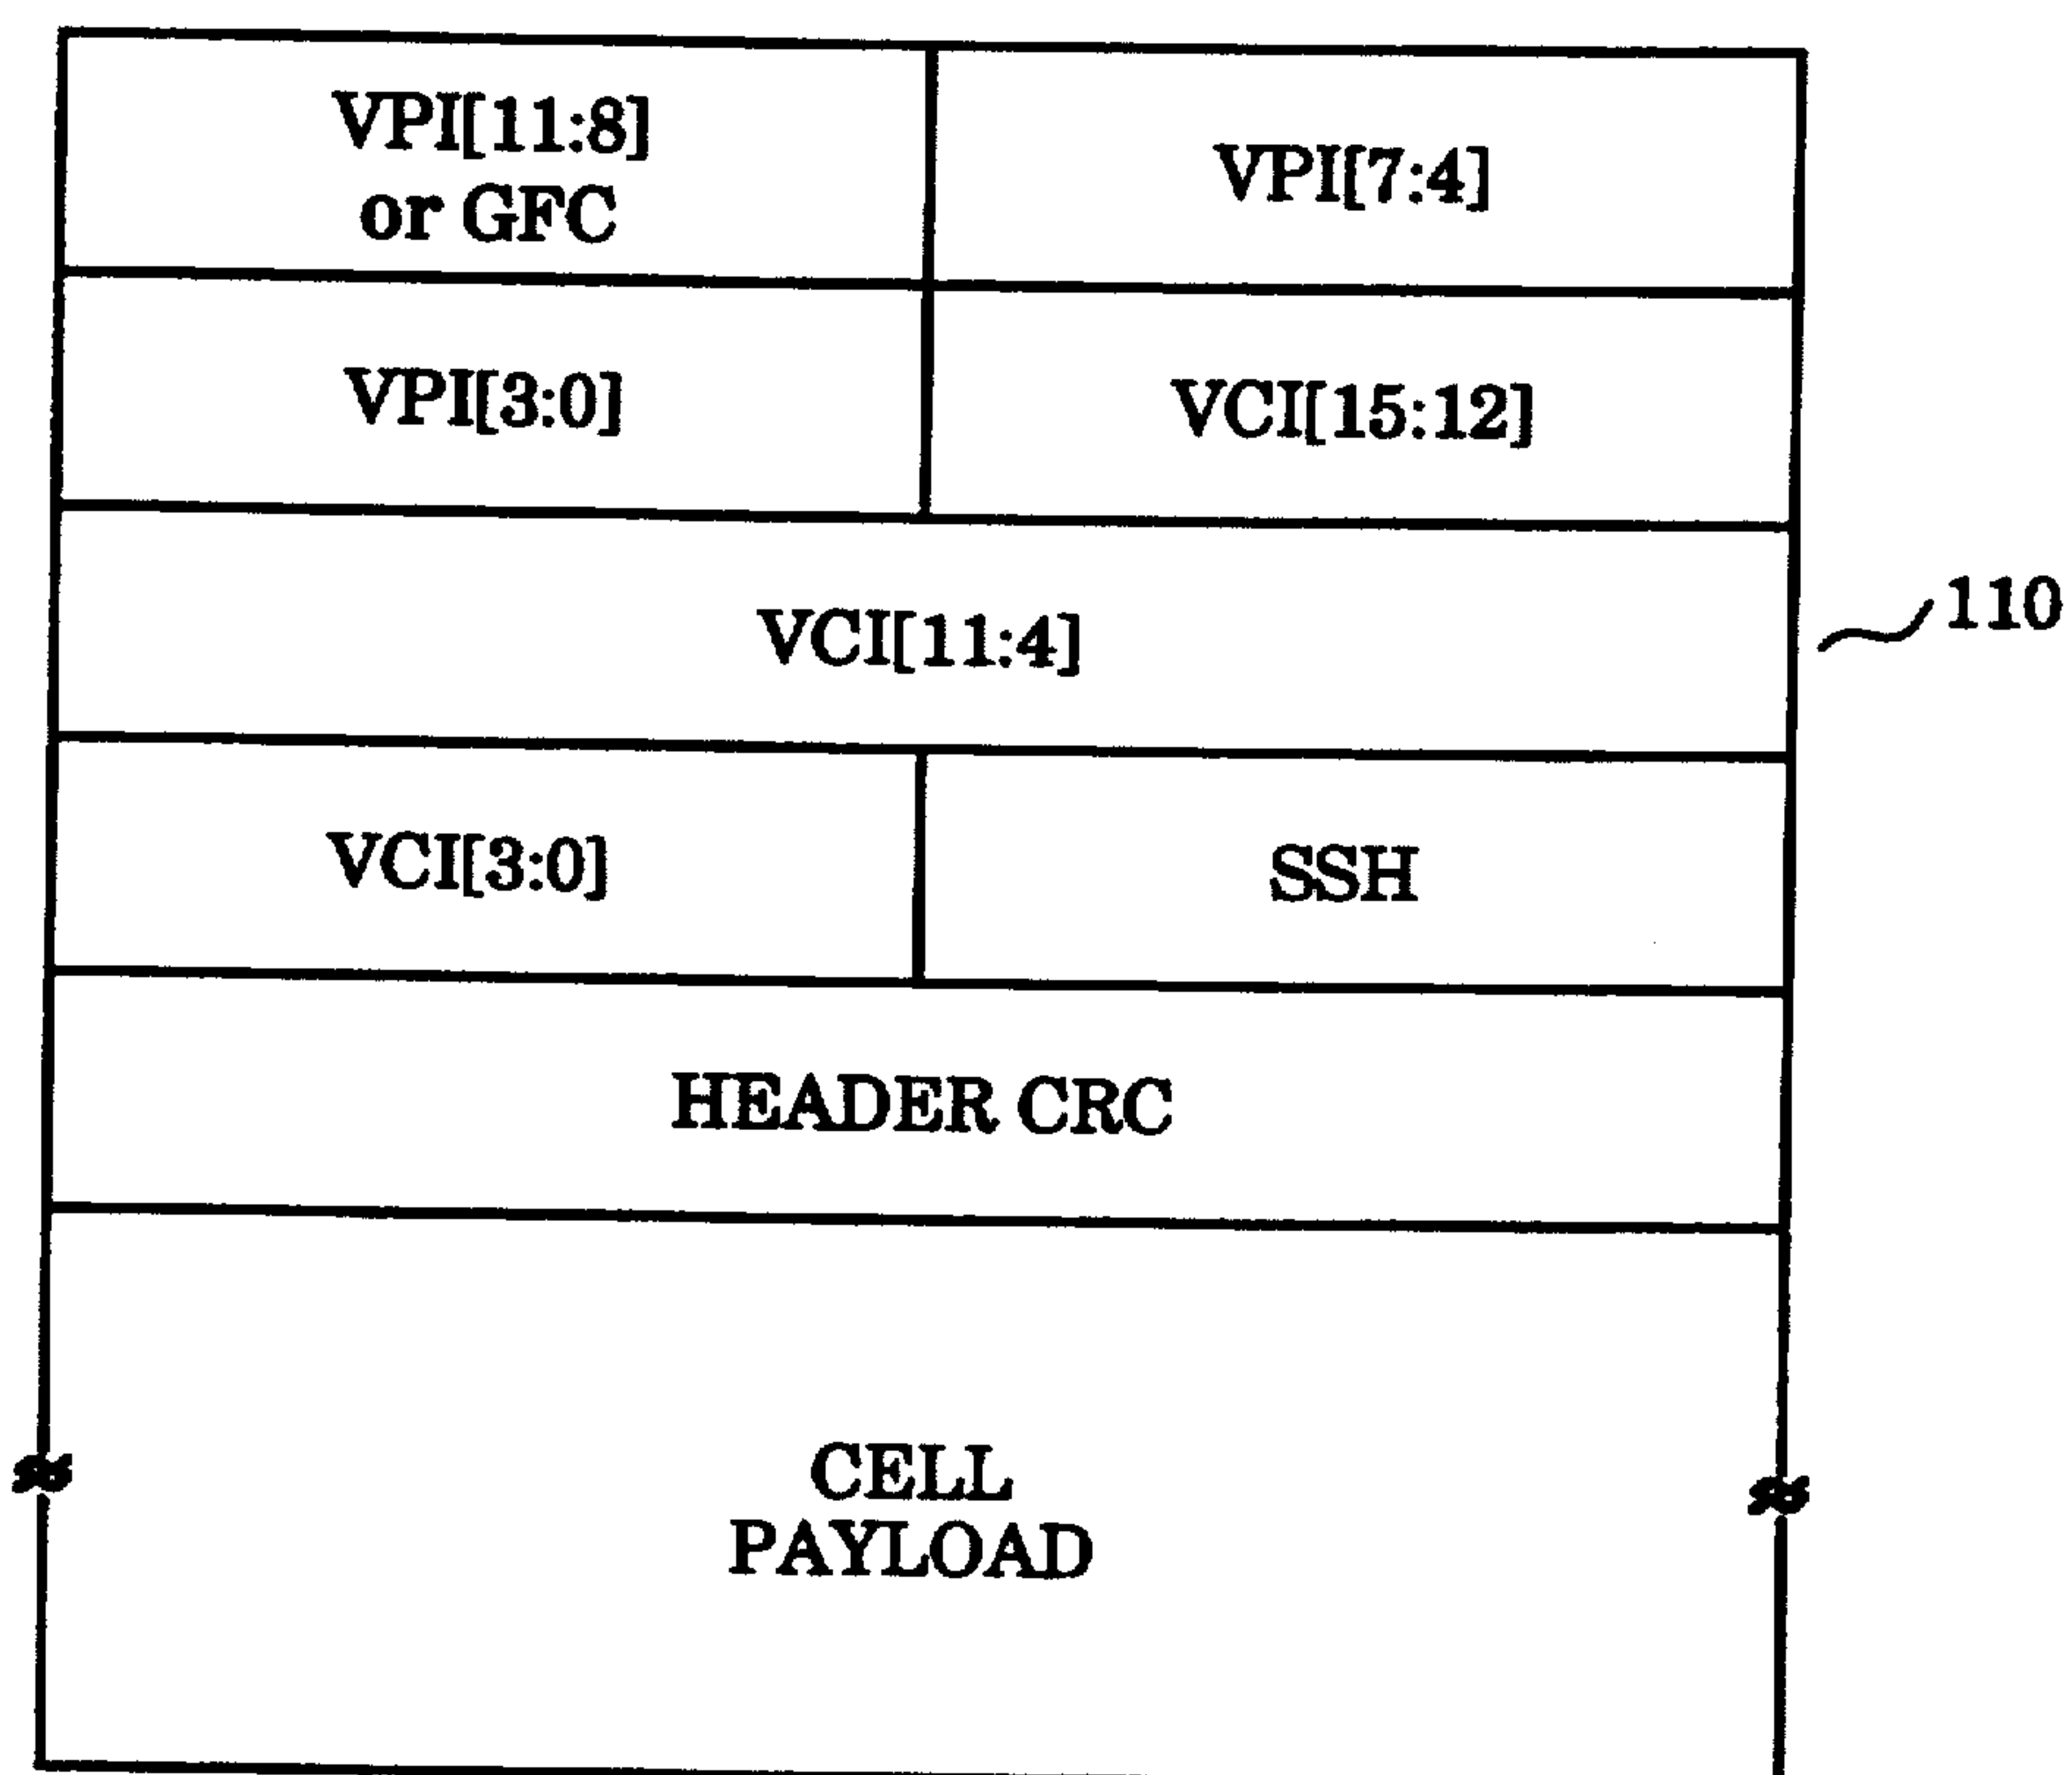 VPI[11:8]
or GFC
VPI[7:4]
VPI[3:0]
VCI[15:12]
VCI[11:4]
110
VCI[3:0]
SSH
HEADER CRC
CELL
PAYLOAD